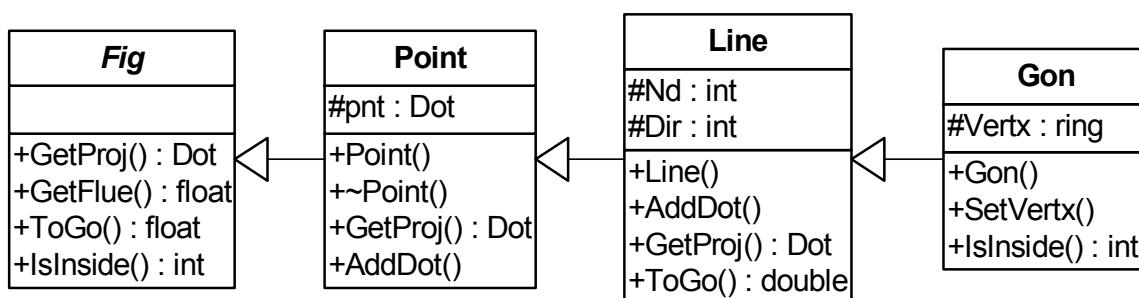 Fig
+GetProj() : Dot
+GetFlue() : float
+ToGo() : float
+IsInside() : int
Point
#pnt : Dot
+Point()
+~Point()
+GetProj() : Dot
+AddDot()
Line
#Nd : int
#Dir : int
+Line()
+AddDot()
+GetProj() : Dot
+ToGo() : double
Gon
#Vertx : ring
+Gon()
+SetVertx()
+IsInside() : int